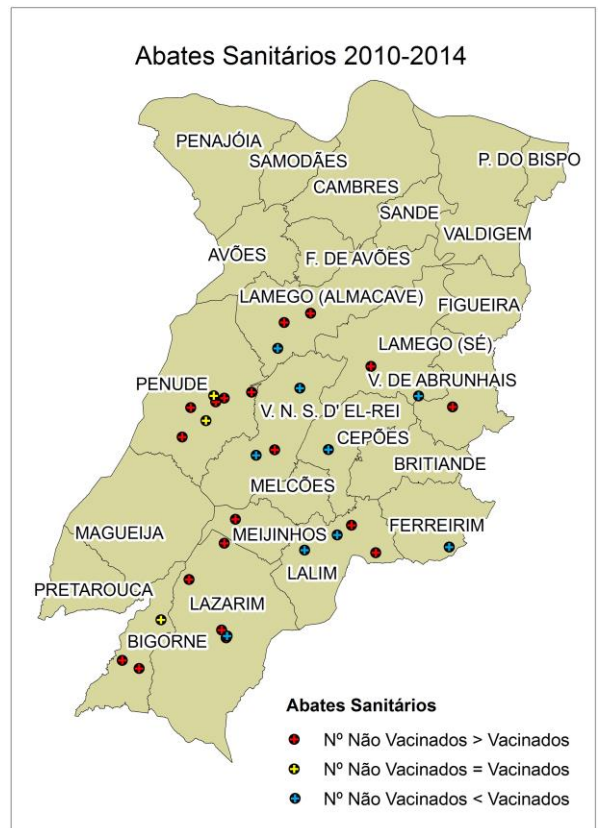 Abates Sanitários 2010-2014
PENAJÓIA
SAMODÃES
P. DO BISPO
CAMBRES
SANDE
VALDIGEM
AVÕES
F. DE AVÕES
LAMEGO (ALMACAVE)
FIGUEIRA
LAMEGO (SÉ)
PENUDE
V. DE ABRUNHAIS
V. N. S. D' EL-REI
CEPÕES
BRITIANDE
MELCÕES
MAGUEIJA
MEIJINHOS
FERREIRIM
LALIM
PRETAROUCA
LAZARIM
BIGORNE
Abates Sanitários
Nº Não Vacinados > Vacinados
Nº Não Vacinados = Vacinados
Nº Não Vacinados < Vacinados